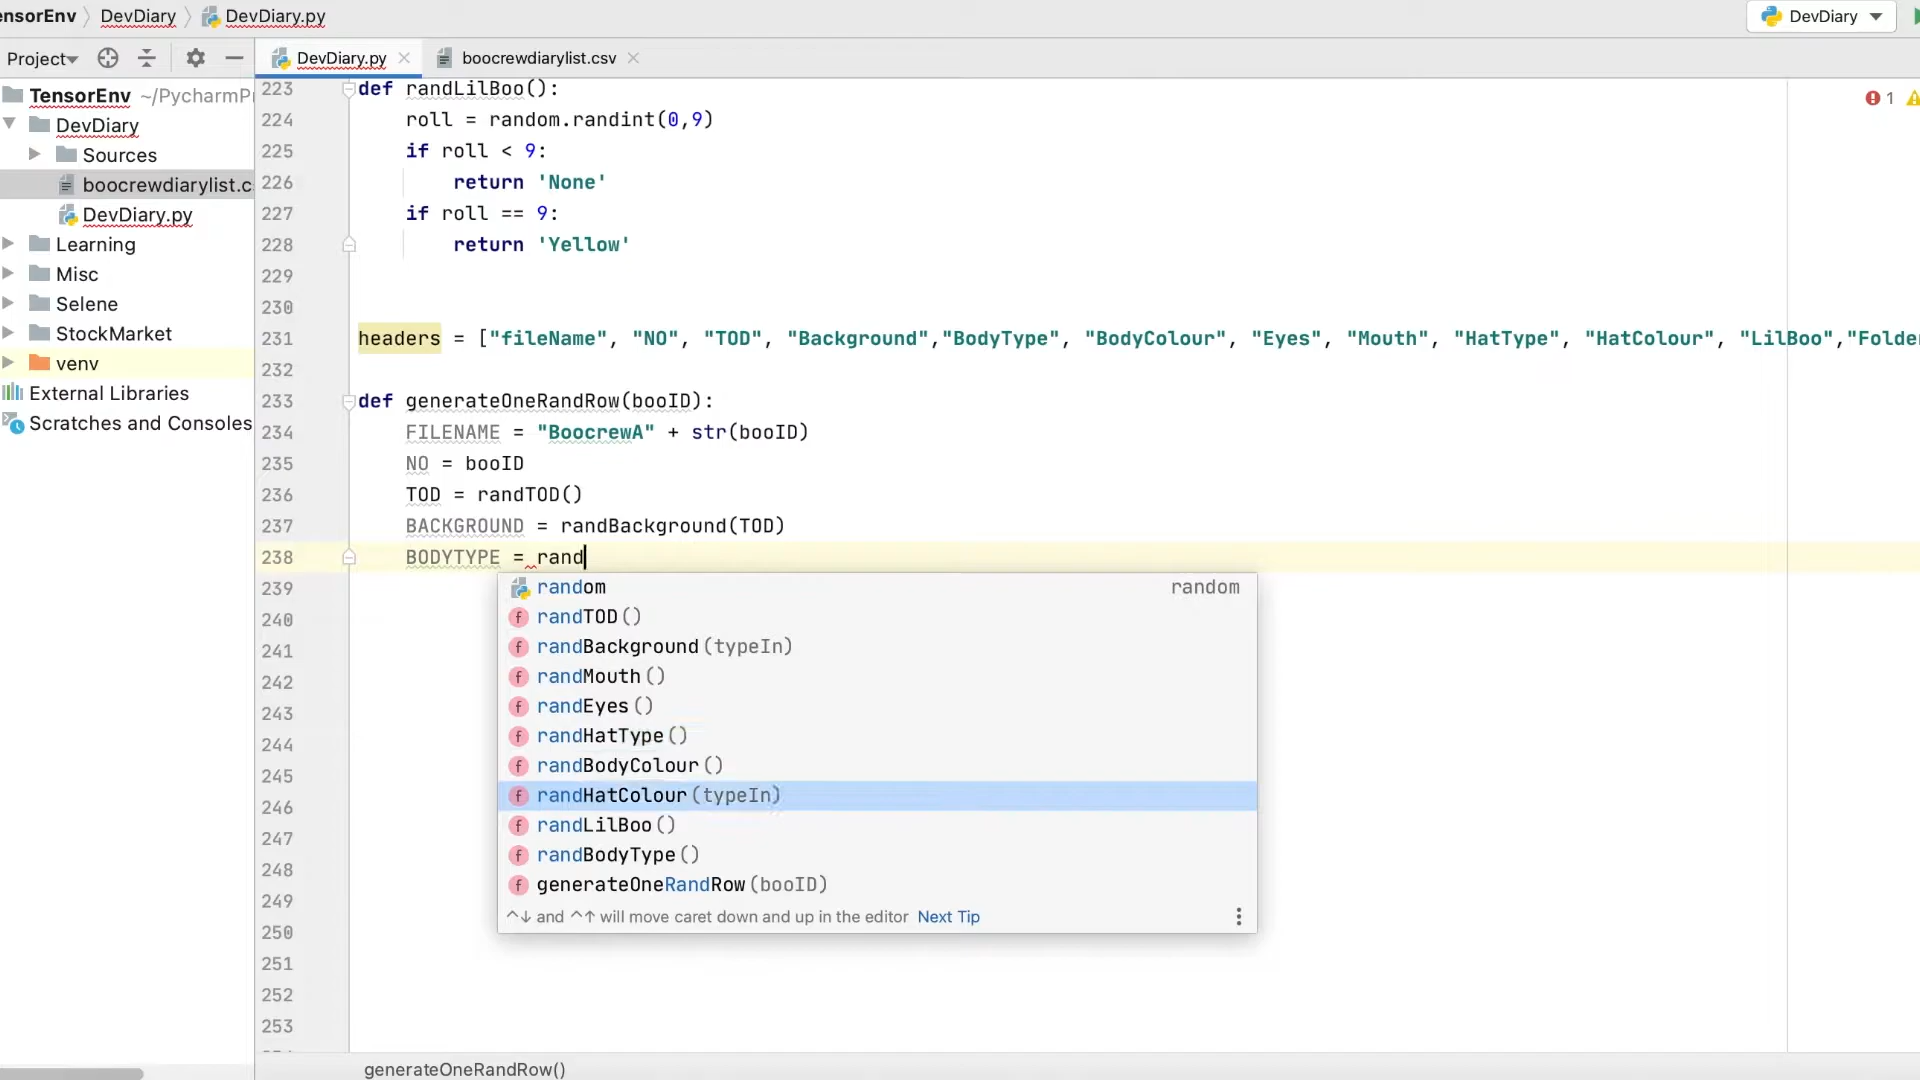 ensorEnv DevDiary DevDiary.py DevDiary
Project DevDiary.py boocrewdiarylist.csv
TensorEnv ~/PycharmP
DevDiary
Sources
boocrewdiarylist.c
DevDiary.py
Learning
Misc
Selene
StockMarket
venv
External Libraries
Scratches and Consoles
1
223 def randLilBoo():
224 roll = random.randint(0,9)
225 if roll < 9:
226 return 'None'
227 if roll == 9:
228 return 'Yellow'
229
230
231 headers = ["fileName", "NO", "TOD", "Background","BodyType", "BodyColour", "Eyes", "Mouth", "HatType", "HatColour", "LilBoo","Folde
232
233 def generateOneRandRow(booID):
234 FILENAME = "BoocrewA" + str(booID)
235 NO = booID
236 TOD = randTOD()
237 BACKGROUND = randBackground(TOD)
238 BODYTYPE = rand
239
240
241
242
243
244
245
246
247
248
249
250
251
252
253
random random
f randTOD()
f randBackground(typeIn)
f randMouth()
f randEyes()
f randHatType()
f randBodyColour()
f randHatColour(typeIn)
f randLilBoo()
f randBodyType()
f generateOneRandRow(booID)
^↓ and ^↑ will move caret down and up in the editor Next Tip
generateOneRandRow()